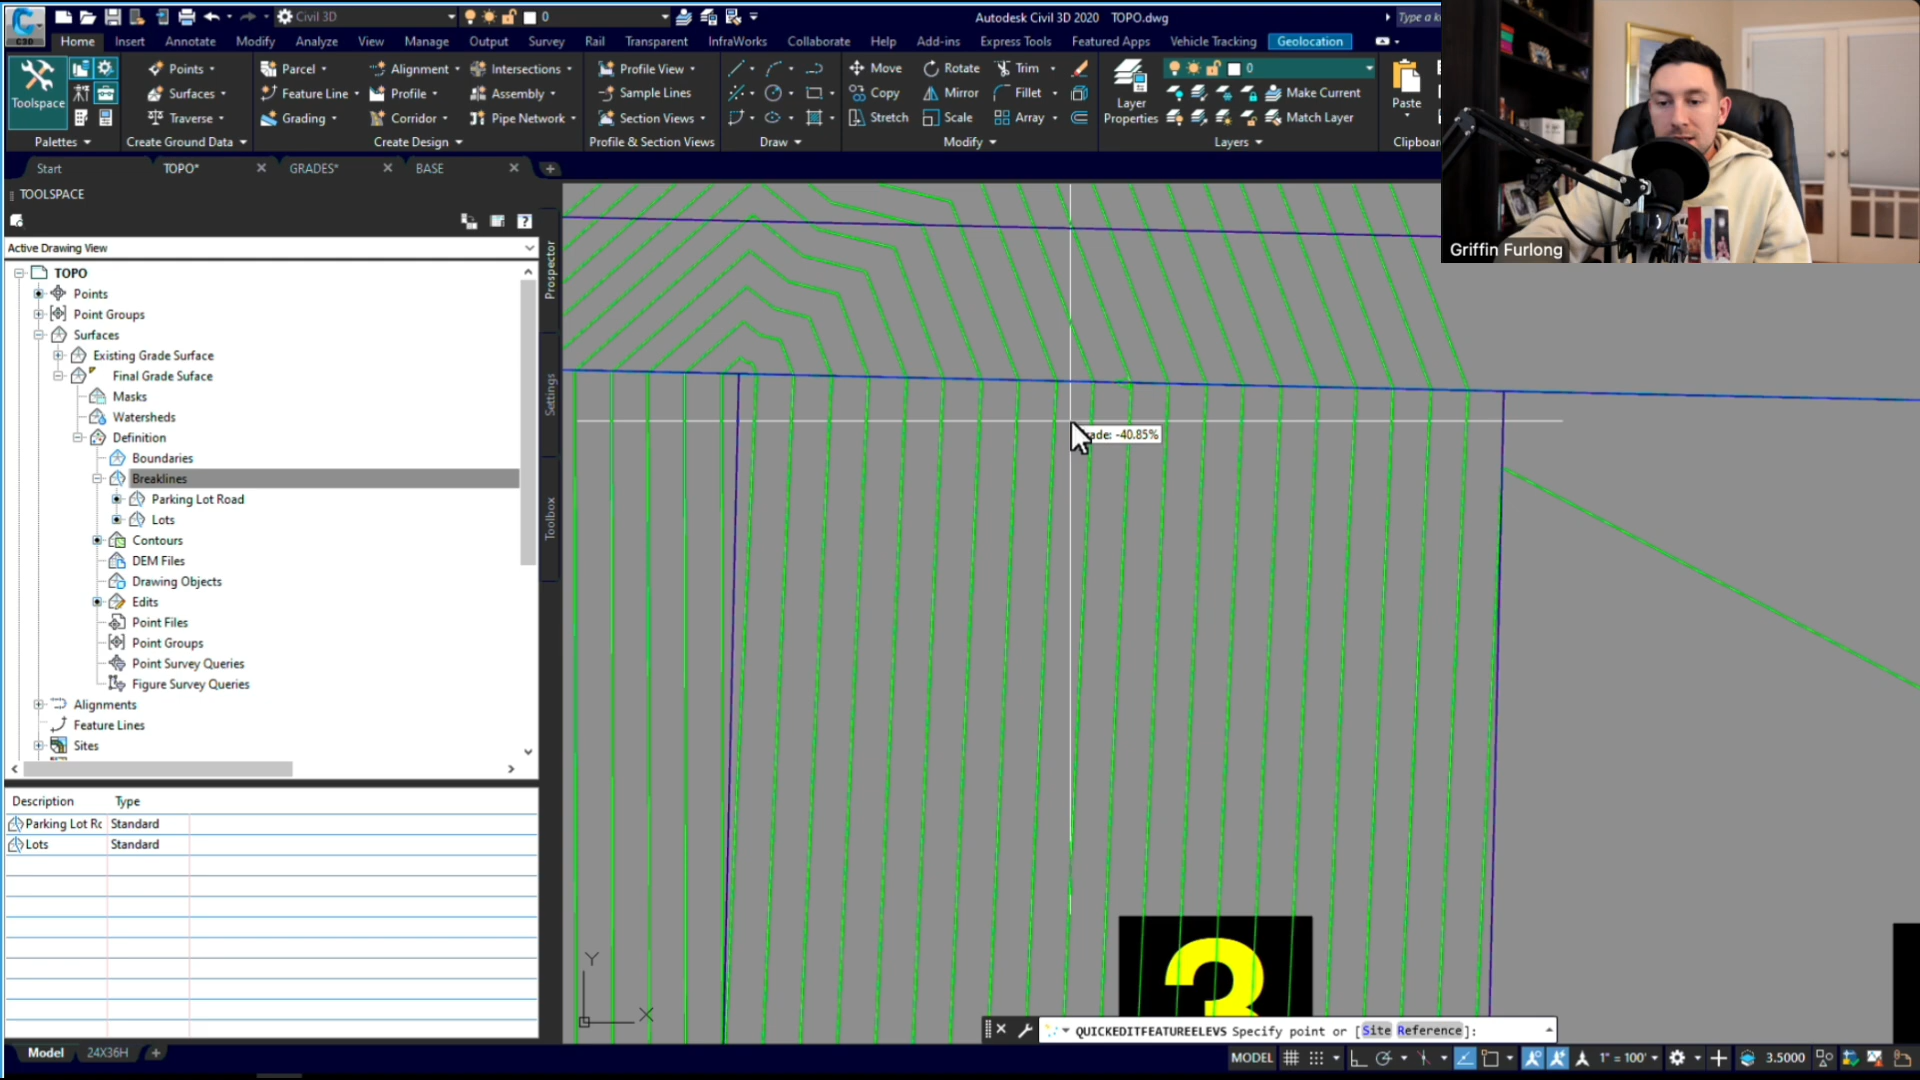 Civil 3D
0
Autodesk Civil 3D 2020 TOPO.dwg
Type a k
C3D
Home Insert Annotate Modify Analyze View Manage Output Survey Rail Transparent InfraWorks Collaborate Help Add-ins Express Tools Featured Apps Vehicle Tracking Geolocation
Toolspace
Points Parcel Alignment Intersections Profile View Move Rotate Trim 0
Surfaces Feature Line Profile Assembly Sample Lines Copy Mirror Fillet Make Current
Traverse Grading Corridor Pipe Network Section Views Stretch Scale Array Match Layer
Layer
Properties
Paste
Palettes Create Ground Data Create Design Profile & Section Views Draw Modify Layers Clipboar
Start TOPO* GRADES* BASE
TOOLSPACE
Active Drawing View
TOPO
Points
Point Groups
Surfaces
Existing Grade Surface
Final Grade Suface
Masks
Watersheds
Definition
Boundaries
Breaklines
Parking Lot Road
Lots
Contours
DEM Files
Drawing Objects
Edits
Point Files
Point Groups
Point Survey Queries
Figure Survey Queries
Alignments
Feature Lines
Sites
Prospector
Settings
Toolbox
Description Type
Parking Lot Rc Standard
Lots Standard
Griffin Furlong
rade: -40.85%
3
Y
X
QUICKEDITFEATUREELEVS Specify point or [Site Reference]:
Model 24X36H
MODEL 1" = 100' 3.5000